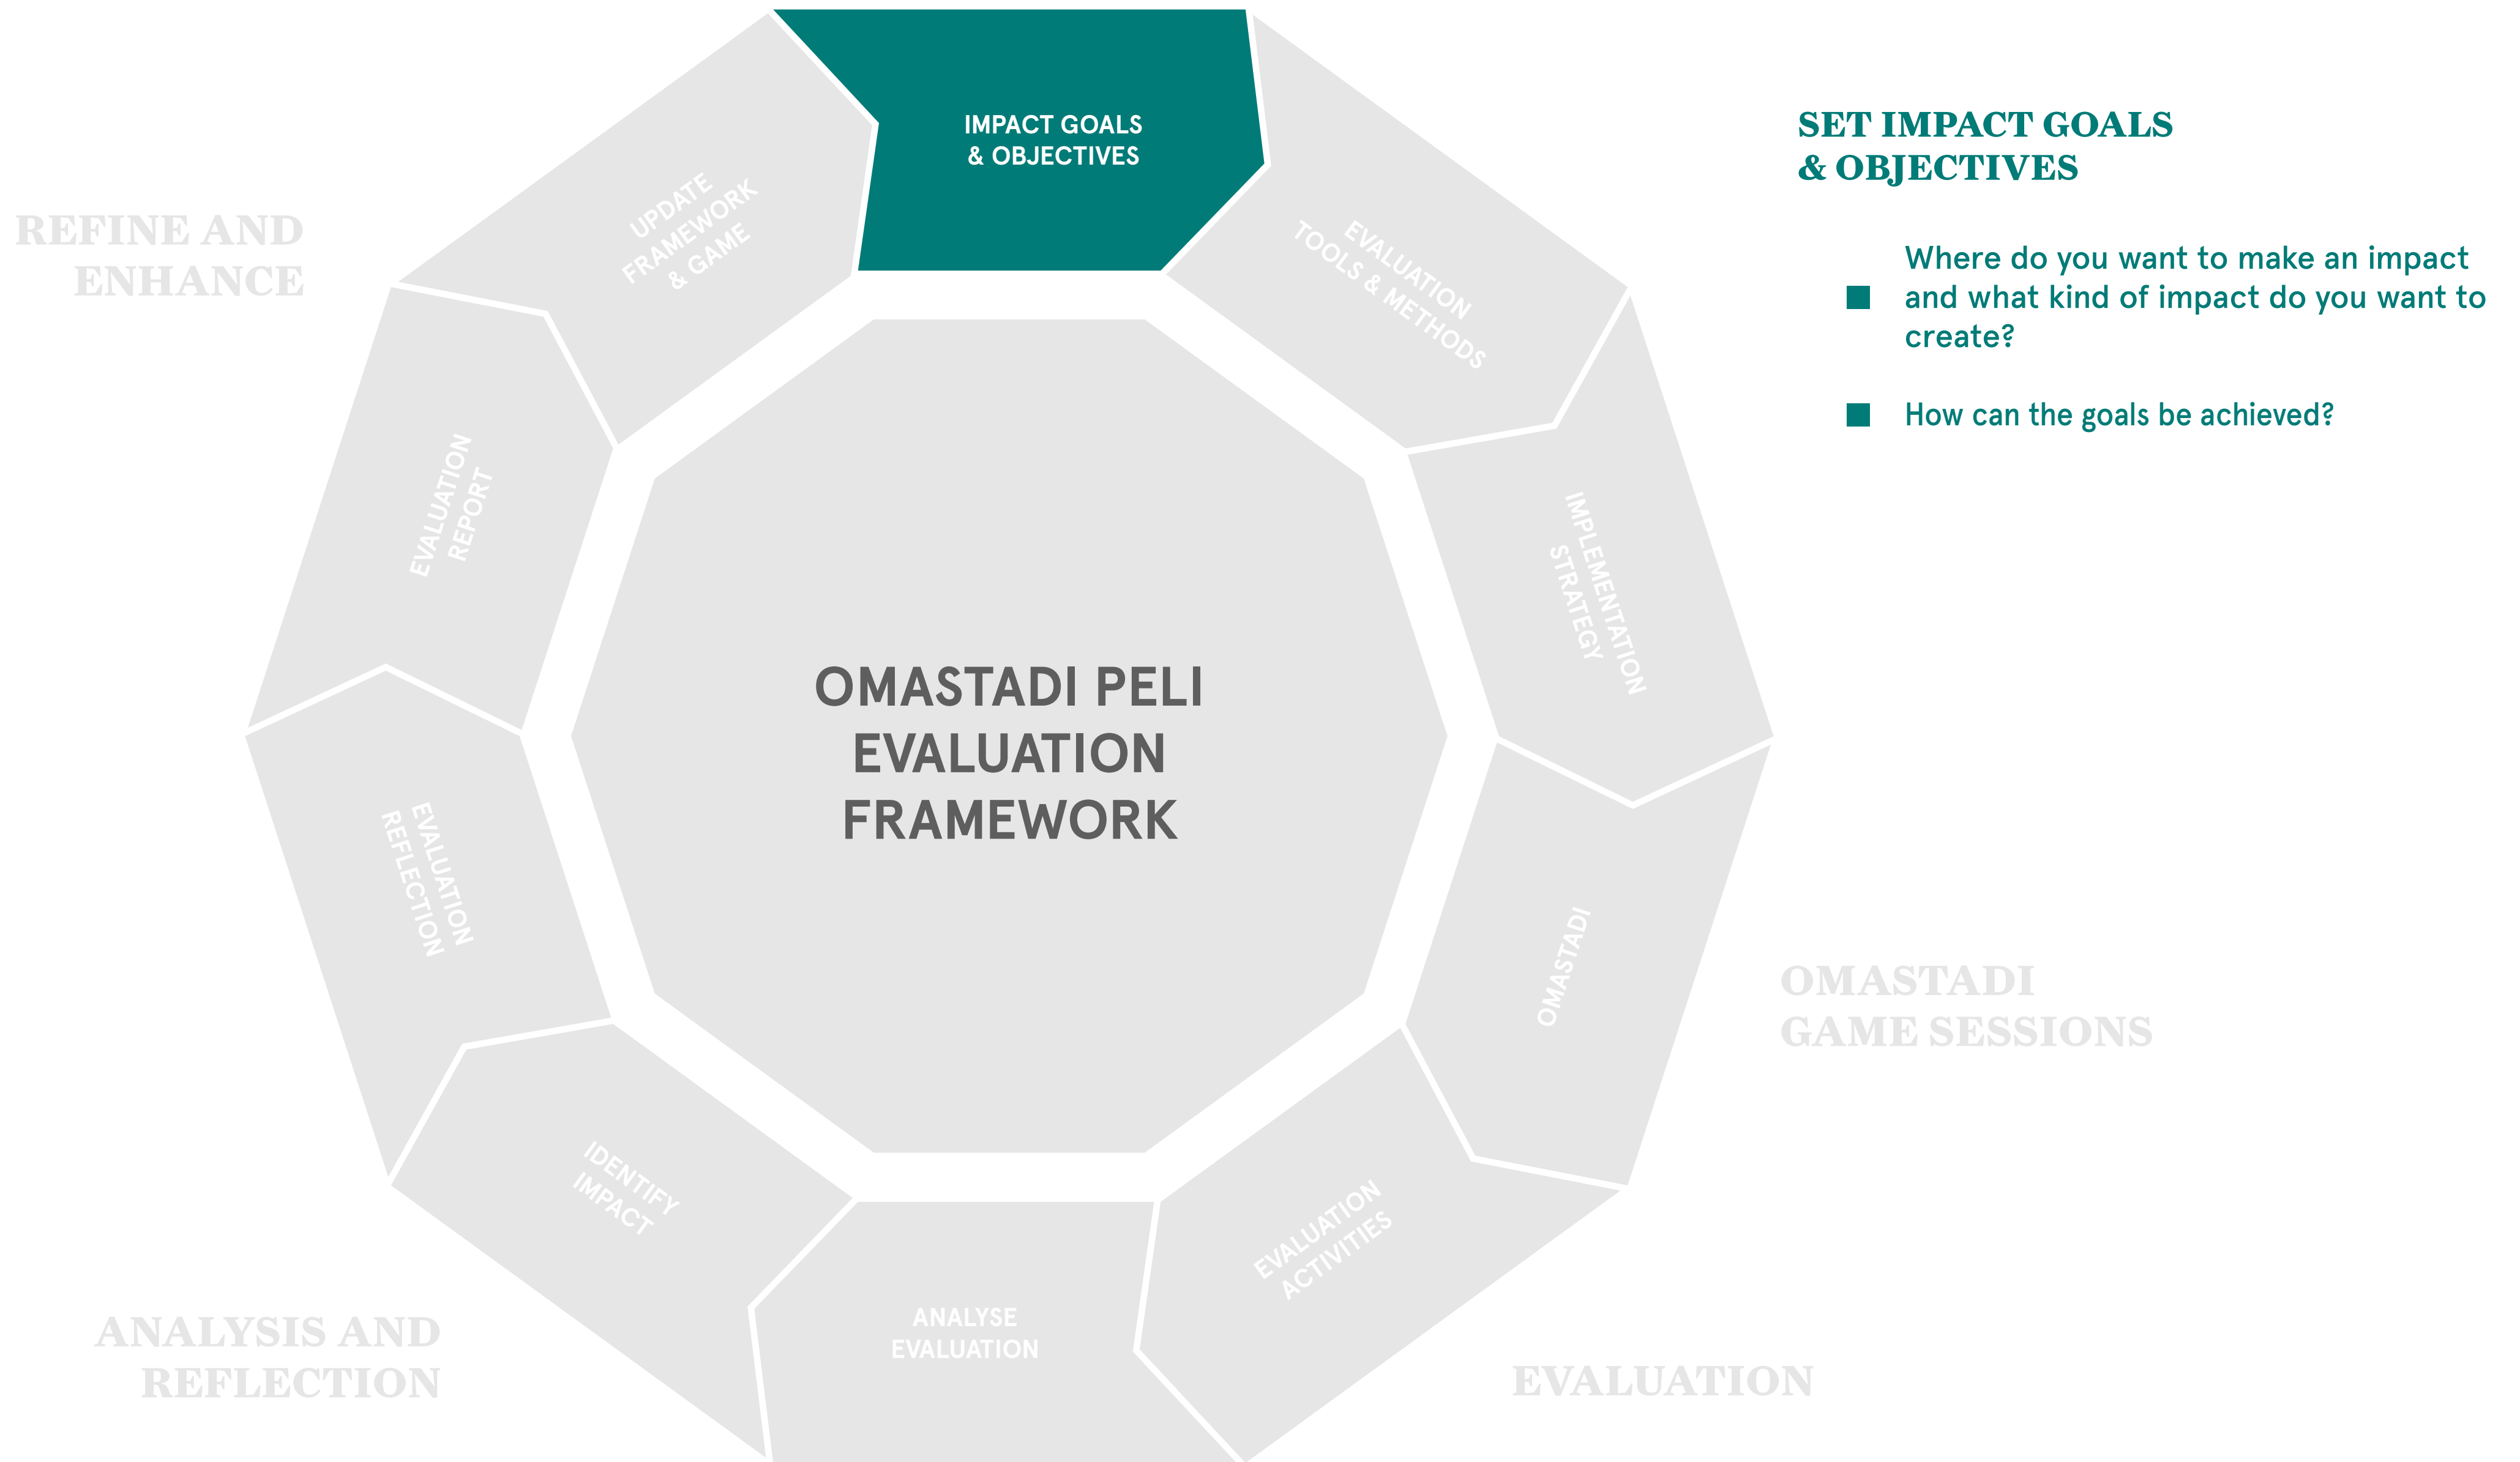 IMPACT GOALS
& OBJECTIVES
SET IMPACT GOALS
& OBJECTIVES
Where do you want to make an impact
and what kind of impact do you want to
create?
How can the goals be achieved?
EVALUATION
TOOLS & METHODS
IMPLEMENTATION
STRATEGY
OMASTADI
OMASTADI
GAME SESSIONS
EVALUATION
ACTIVITIES
EVALUATION
ANALYSE
EVALUATION
IDENTIFY
IMPACT
ANALYSIS AND
REFLECTION
EVALUATION
REFLECTION
EVALUATION
REPORT
REFINE AND
ENHANCE
UPDATE
FRAMEWORK
& GAME
OMASTADI PELI
EVALUATION
FRAMEWORK